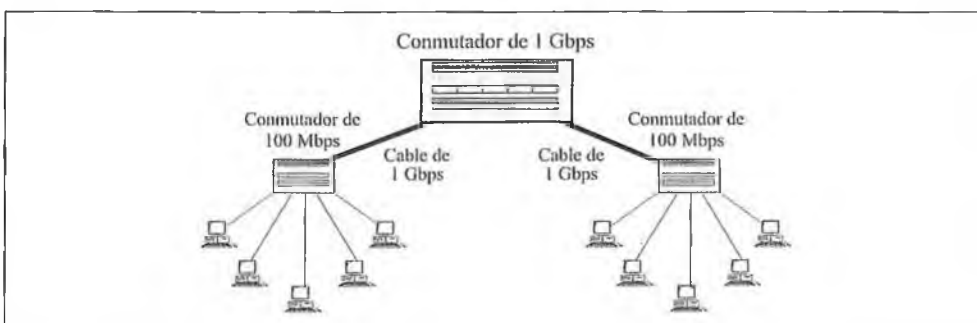 Conmutador de 1 Gbps
Conmutador de
100 Mbps
Cable de
1 Gbps
Cable de
1 Gbps
Conmutador de
100 Mbps